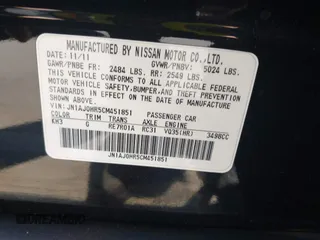 MANUFACTURED BY NISSAN MOTOR CO.,LTD.
DATE: 11/11 GVWR/PNBV: 5024 LBS.
GAWR/PNBE FR: 2484 LBS. RR: 2549 LBS.
THIS VEHICLE CONFORMS TO ALL APPLICABLE FEDERAL
MOTOR VEHICLE SAFETY, BUMPER, AND THEFT
PREVENTION STANDARDS IN EFFECT ON THE DATE OF
MANUFACTURE SHOWN ABOVE.
VIN:JN1AJ0HR5CM451851 PASSENGER CAR
COLOR TRIM TRANS AXLE ENGINE
KH3 G RE7R01A RC31 VQ35(HR) 3498CC
JN1AJ0HR5CM451851
AutoBidMaster